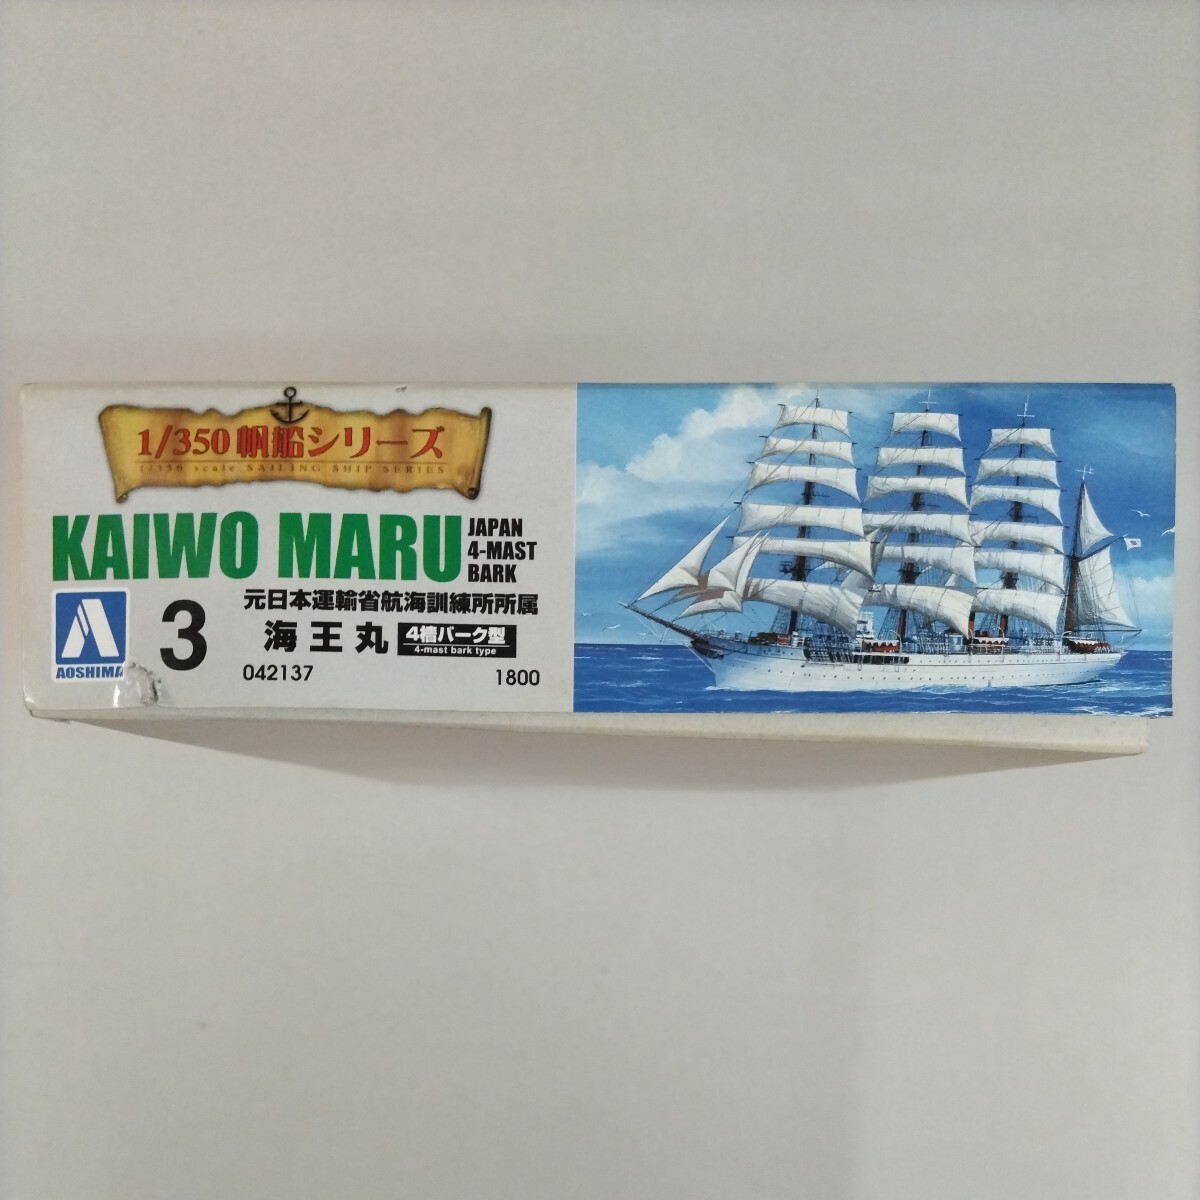 1/350 帆船シリーズ
1/350 scale SAILING SHIP SERIES
KAIWO MARU
JAPAN
4-MAST
BARK
AOSHIMA
3
元日本運輸省航海訓練所所属
海王丸
4檣バーク型
4-mast bark type
042137
1800